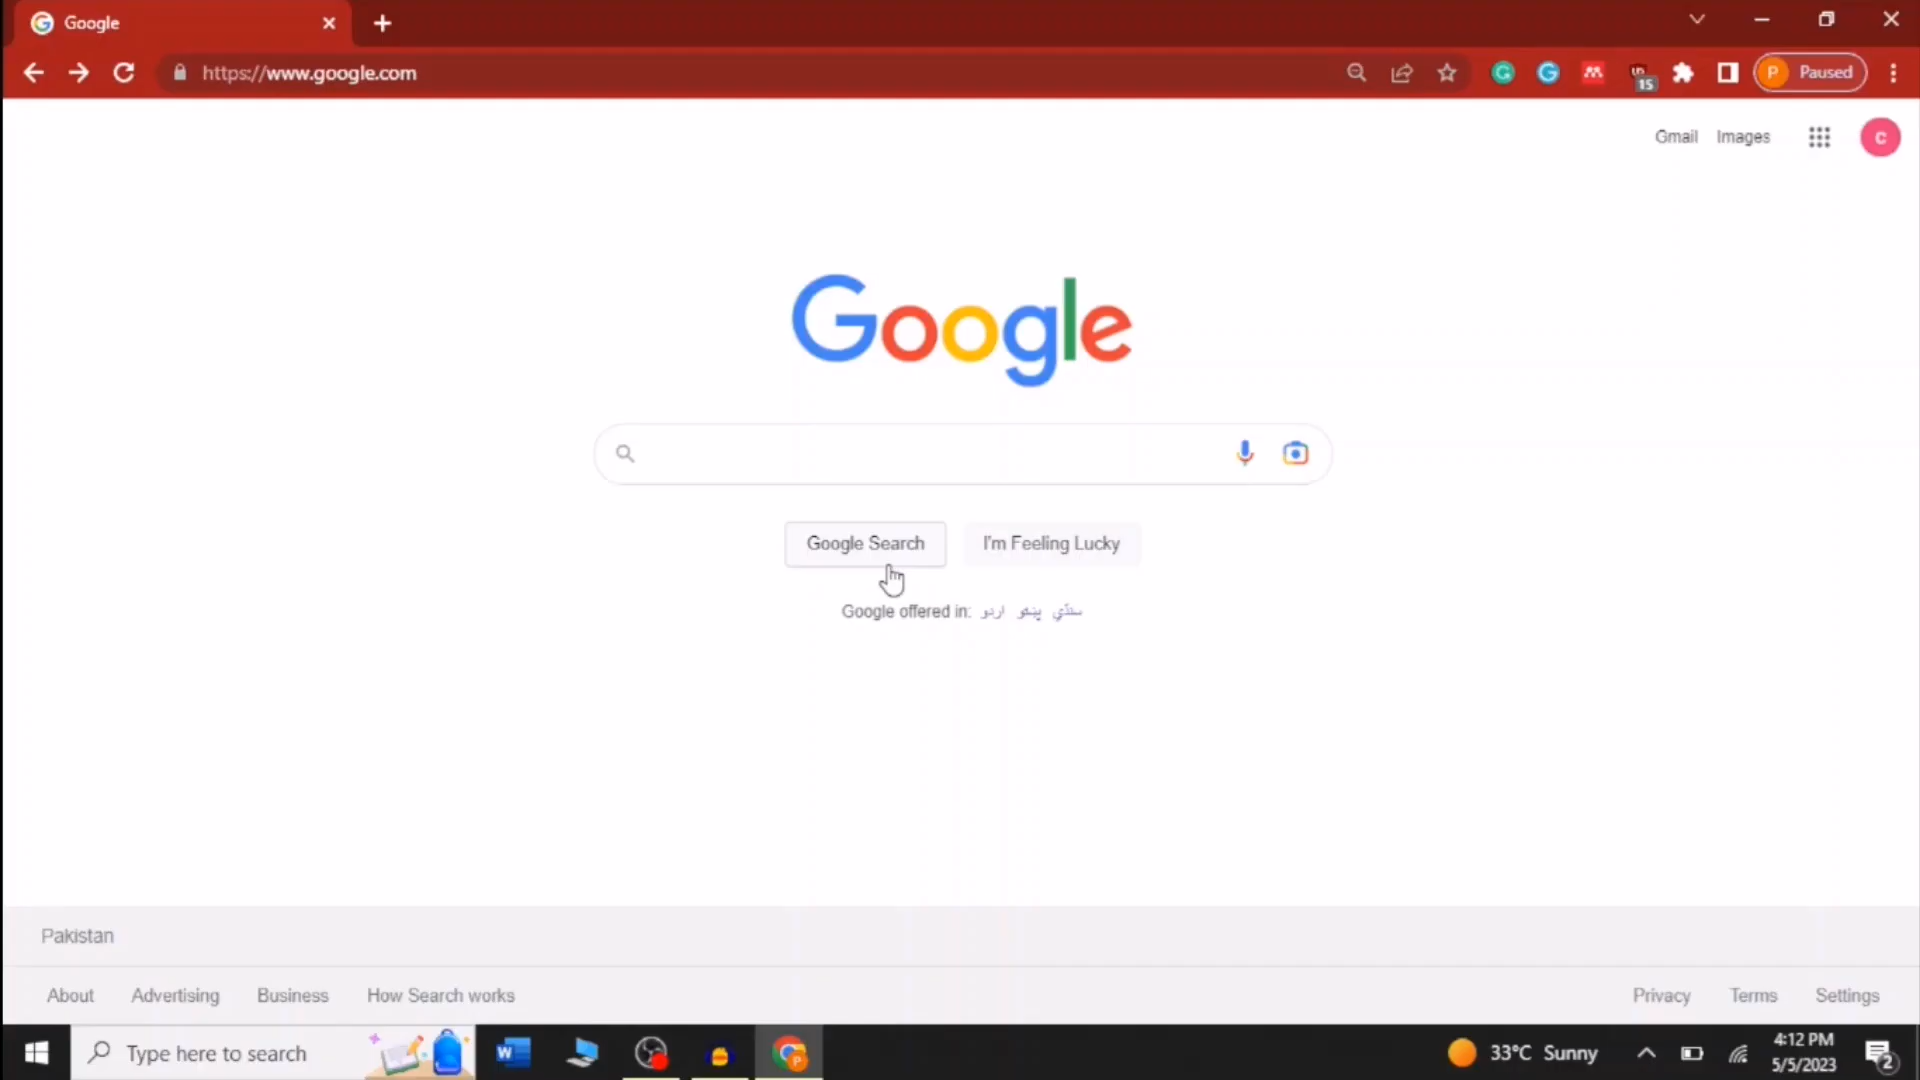 Google
https://www.google.com
15
P Paused
Gmail Images
C
Google
Google Search I'm Feeling Lucky
Google offered in: اردو پښتو سنڌي
Pakistan
About Advertising Business How Search works
Privacy Terms Settings
Type here to search
33°C Sunny
4:12 PM
5/5/2023
2